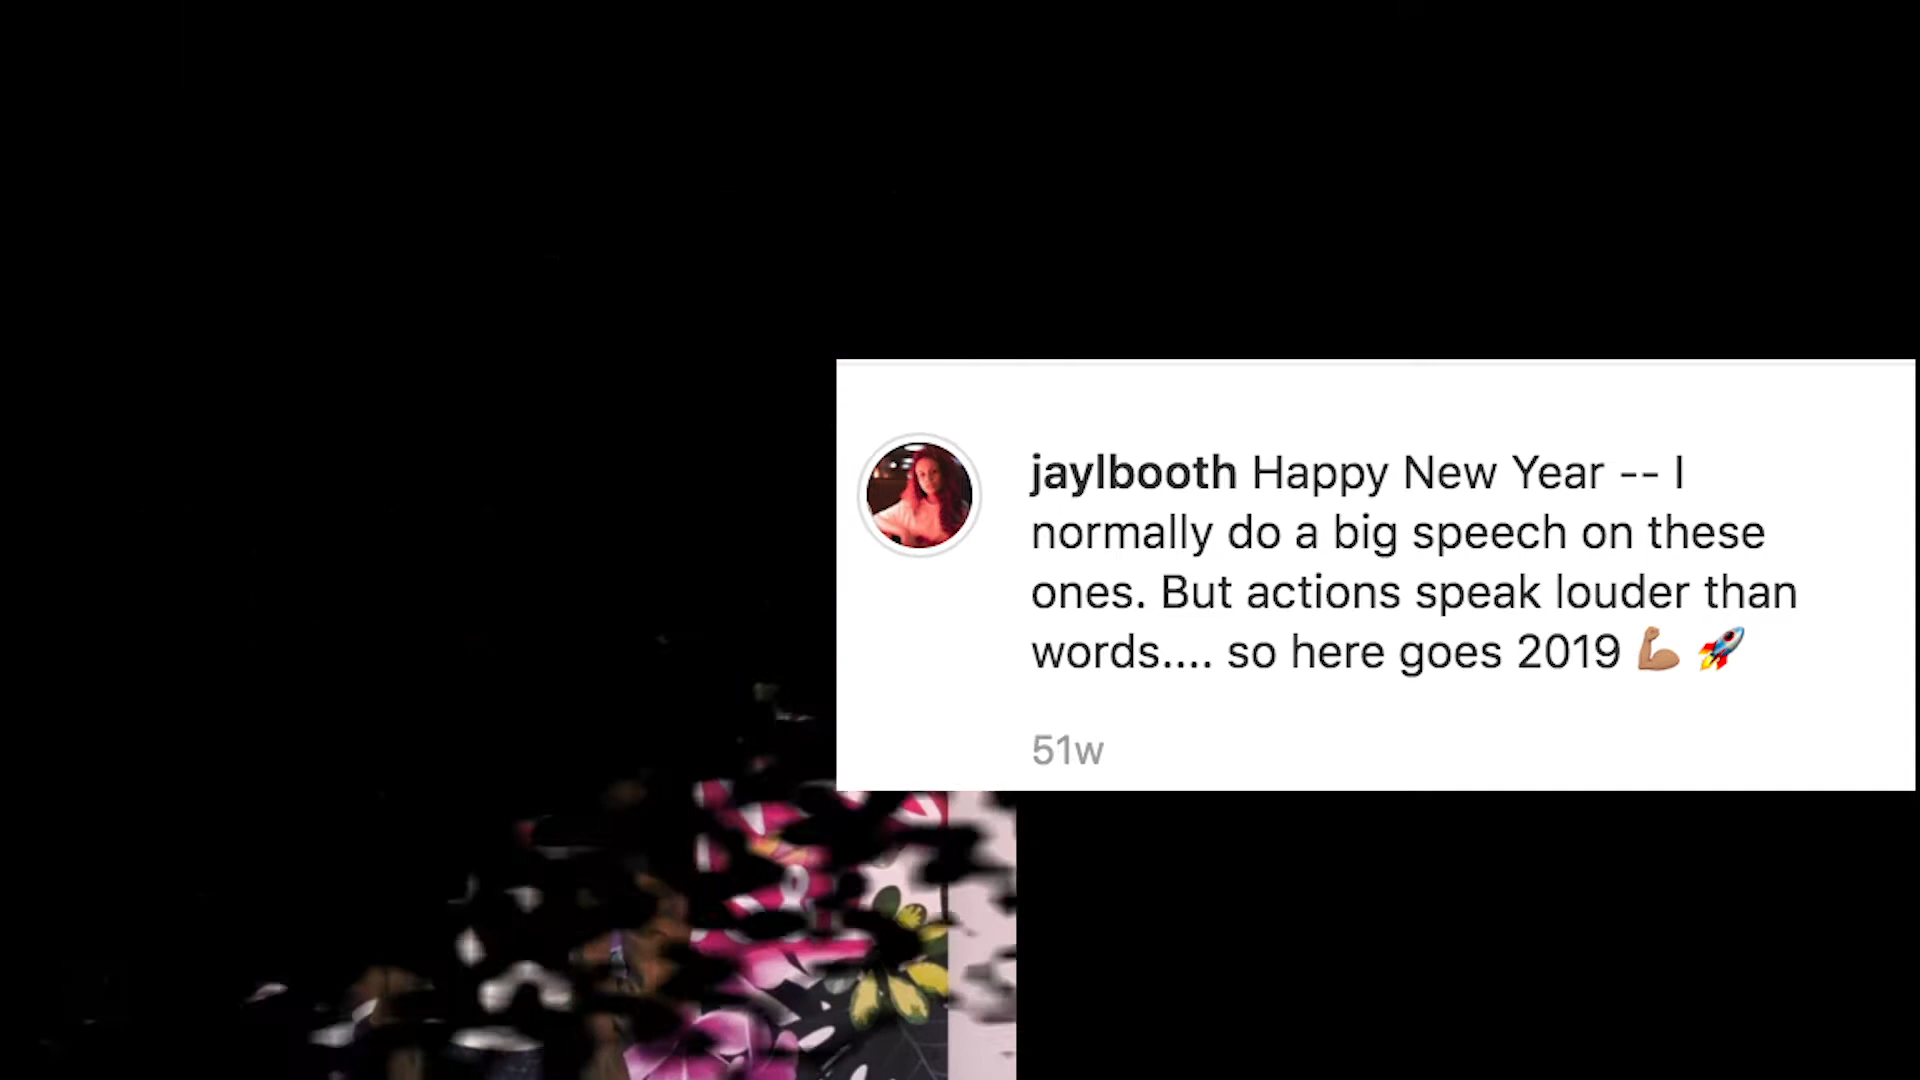 jaylbooth Happy New Year -- I
normally do a big speech on these
ones. But actions speak louder than
words.... so here goes 2019 💪🏽 🚀
51w